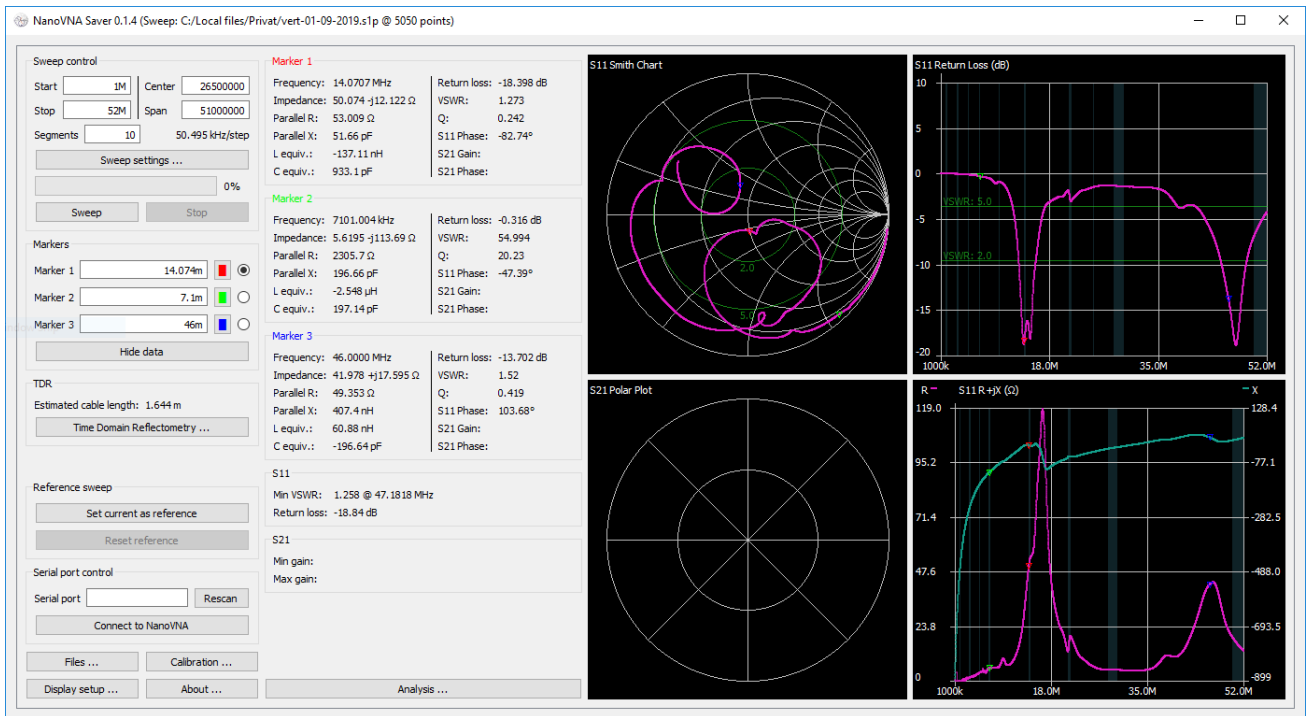 NanoVNA Saver 0.1.4 (Sweep: C:/Local files/Privat/vert-01-09-2019.s1p @ 5050 points)
Sweep control
Start 1M Center 26500000
Stop 52M Span 51000000
Segments 10 50.495 kHz/step
Sweep settings ...
0%
Sweep Stop
Markers
Marker 1 14.074m
Marker 2 7.1m
Marker 3 46m
Hide data
TDR
Estimated cable length: 1.644 m
Time Domain Reflectometry ...
Reference sweep
Set current as reference
Reset reference
Serial port control
Serial port Rescan
Connect to NanoVNA
Files ... Calibration ...
Display setup ... About ...
Marker 1
Frequency: 14.0707 MHz Return loss: -18.398 dB
Impedance: 50.074 -j12.122 Ω VSWR: 1.273
Parallel R: 53.009 Ω Q: 0.242
Parallel X: 51.66 pF S11 Phase: -82.74°
L equiv.: -137.11 nH S21 Gain:
C equiv.: 933.1 pF S21 Phase:
Marker 2
Frequency: 7101.004 kHz Return loss: -0.316 dB
Impedance: 5.6195 -j113.69 Ω VSWR: 54.994
Parallel R: 2305.7 Ω Q: 20.23
Parallel X: 196.66 pF S11 Phase: -47.39°
L equiv.: -2.548 µH S21 Gain:
C equiv.: 197.14 pF S21 Phase:
Marker 3
Frequency: 46.0000 MHz Return loss: -13.702 dB
Impedance: 41.978 +j17.595 Ω VSWR: 1.52
Parallel R: 49.353 Ω Q: 0.419
Parallel X: 407.4 nH S11 Phase: 103.68°
L equiv.: 60.88 nH S21 Gain:
C equiv.: -196.64 pF S21 Phase:
S11
Min VSWR: 1.258 @ 47.1818 MHz
Return loss: -18.84 dB
S21
Min gain:
Max gain:
Analysis ...
S11 Smith Chart
2.0
5.0
S11 Return Loss (dB)
10
5
0
VSWR: 5.0
-5
VSWR: 2.0
-10
-15
-20
1000k 18.0M 35.0M 52.0M
S21 Polar Plot
R S11 R+jX (Ω) X
119.0 128.4
95.2 -77.1
71.4 -282.5
47.6 -488.0
23.8 -693.5
0 -899
1000k 18.0M 35.0M 52.0M